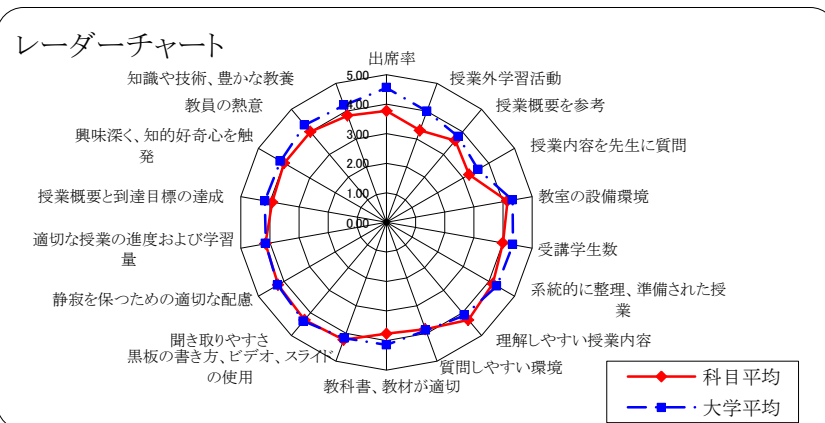 レーダーチャート
出席率
授業外学習活動
授業概要を参考
授業内容を先生に質問
教室の設備環境
受講学生数
系統的に整理、準備された授
業
理解しやすい授業内容
質問しやすい環境
教科書、教材が適切
黒板の書き方、ビデオ、スライド
の使用
聞き取りやすさ
静寂を保つための適切な配慮
適切な授業の進度および学習
量
授業概要と到達目標の達成
興味深く、知的好奇心を触
発
教員の熱意
知識や技術、豊かな教養
5.00
4.00
3.00
2.00
1.00
0.00
科目平均
大学平均